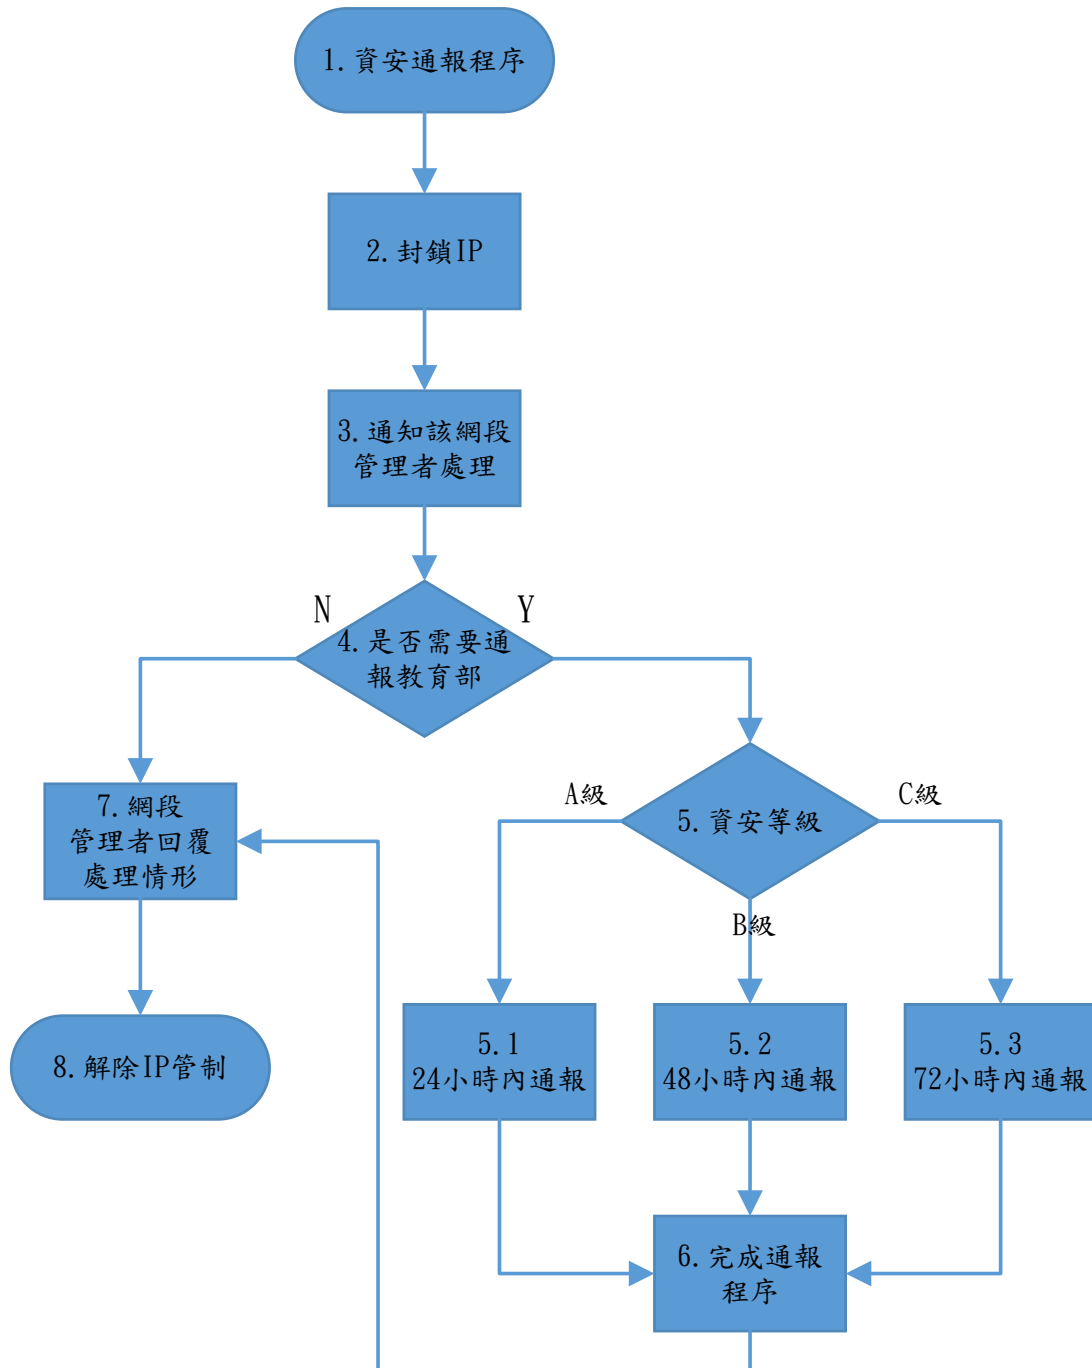 1.資安通報程序
2.封鎖IP
3.通知該網段
管理者處理
N
Y
4.是否需要通
報教育部
7.網段
管理者回覆
處理情形
A級
5.資安等級
C級
B級
8.解除IP管制
5.1
24小時內通報
5.2
48小時內通報
5.3
72小時內通報
6.完成通報
程序